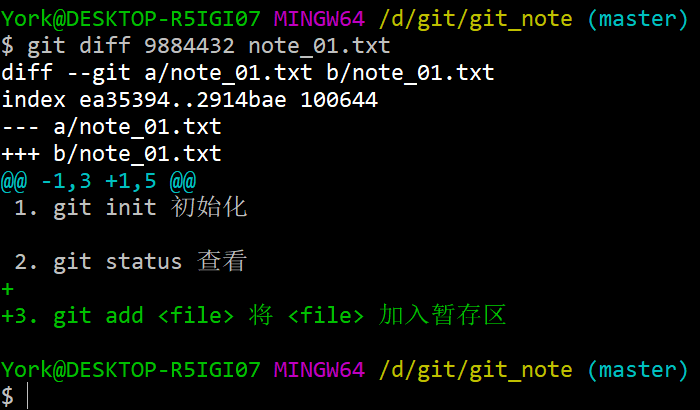 York@DESKTOP-R5IGI07 MINGW64 /d/git/git_note (master)
$ git diff 9884432 note_01.txt
diff --git a/note_01.txt b/note_01.txt
index ea35394..2914bae 100644
--- a/note_01.txt
+++ b/note_01.txt
@@ -1,3 +1,5 @@
 1. git init 初始化

 2. git status 查看
+
+3. git add <file> 将 <file> 加入暂存区

York@DESKTOP-R5IGI07 MINGW64 /d/git/git_note (master)
$